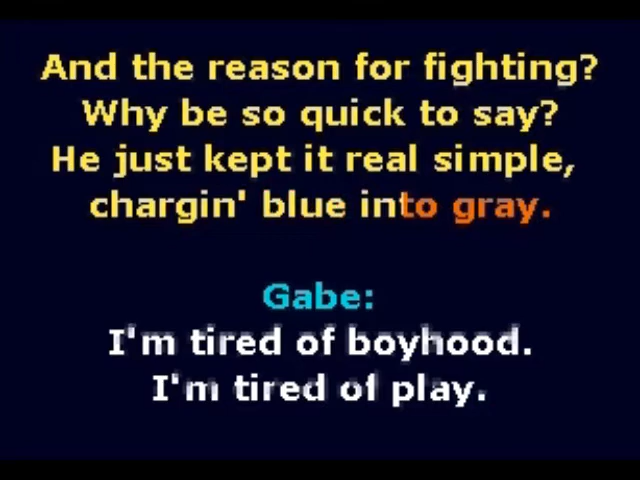 And the reason for fighting?
Why be so quick to say?
He just kept it real simple,
chargin' blue into gray.
Gabe:
I'm tired of boyhood.
I'm tired of play.